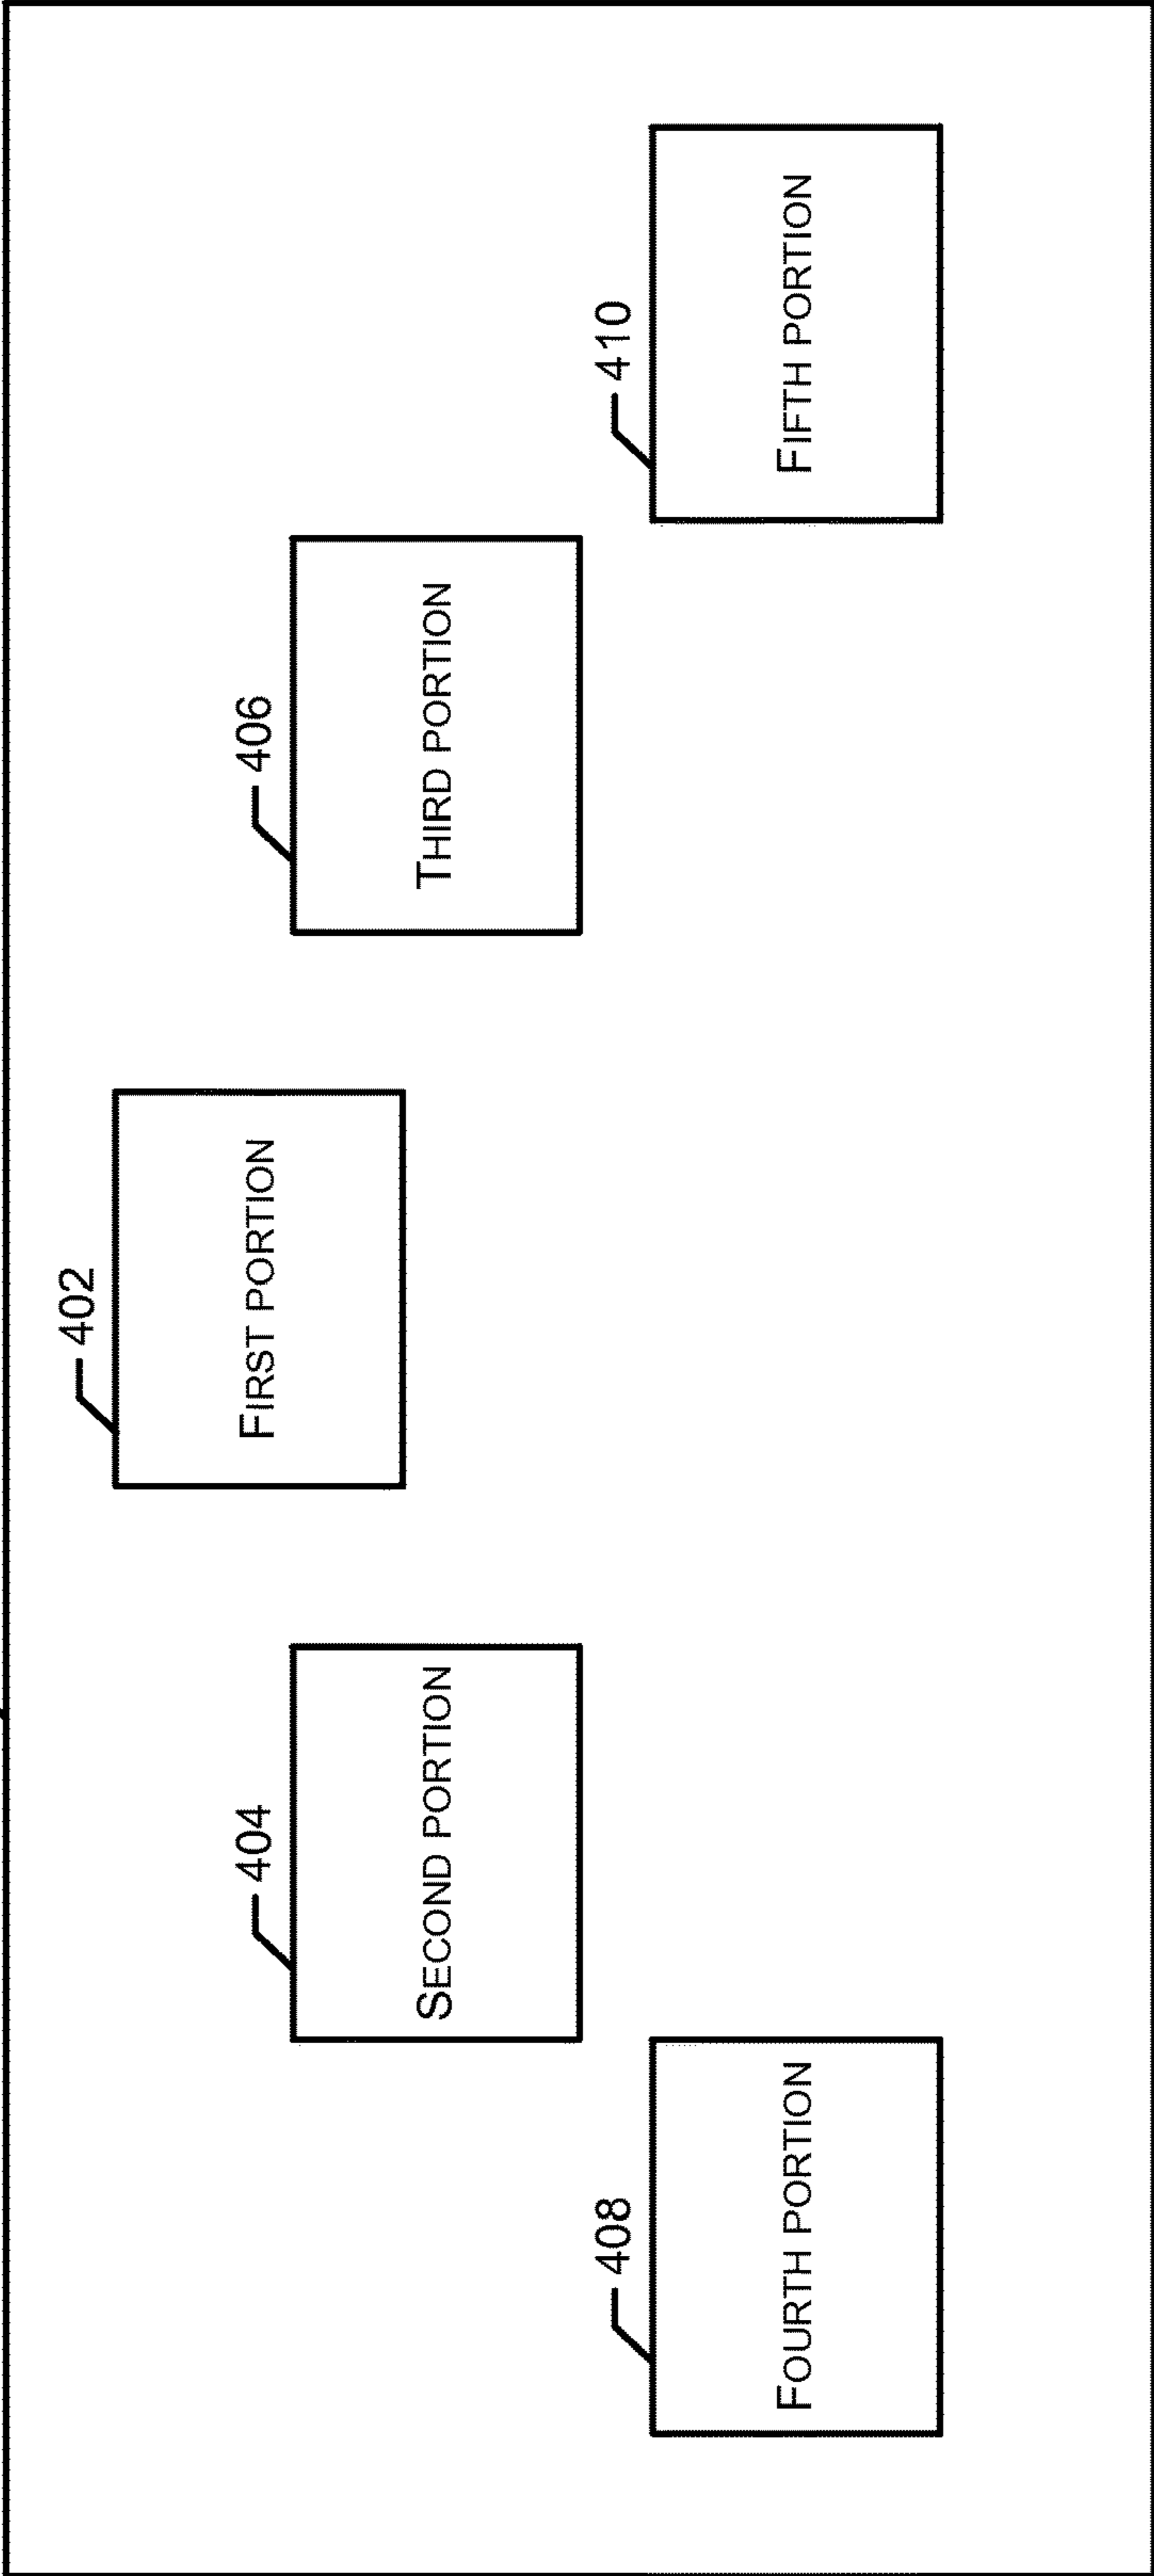 402
FIRST PORTION
404
SECOND PORTION
406
THIRD PORTION
408
FOURTH PORTION
410
FIFTH PORTION